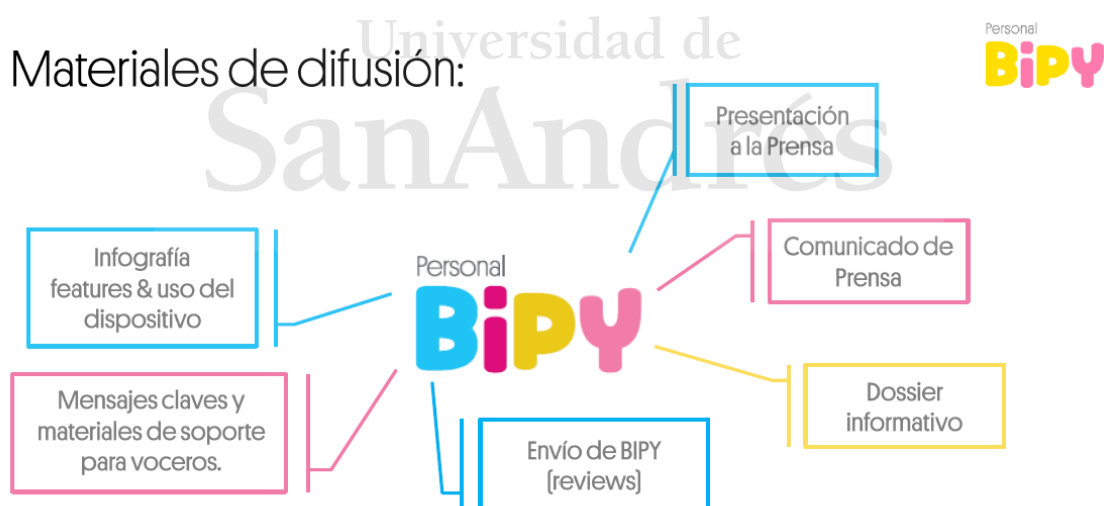 Universidad de
SanAndrés
Materiales de difusión:
Personal
BiPY
Presentación
a la Prensa
Comunicado de
Prensa
Infografía
features & uso del
dispositivo
Personal
BiPY
Mensajes claves y
materiales de soporte
para voceros.
Dossier
informativo
Envío de BIPY
(reviews)